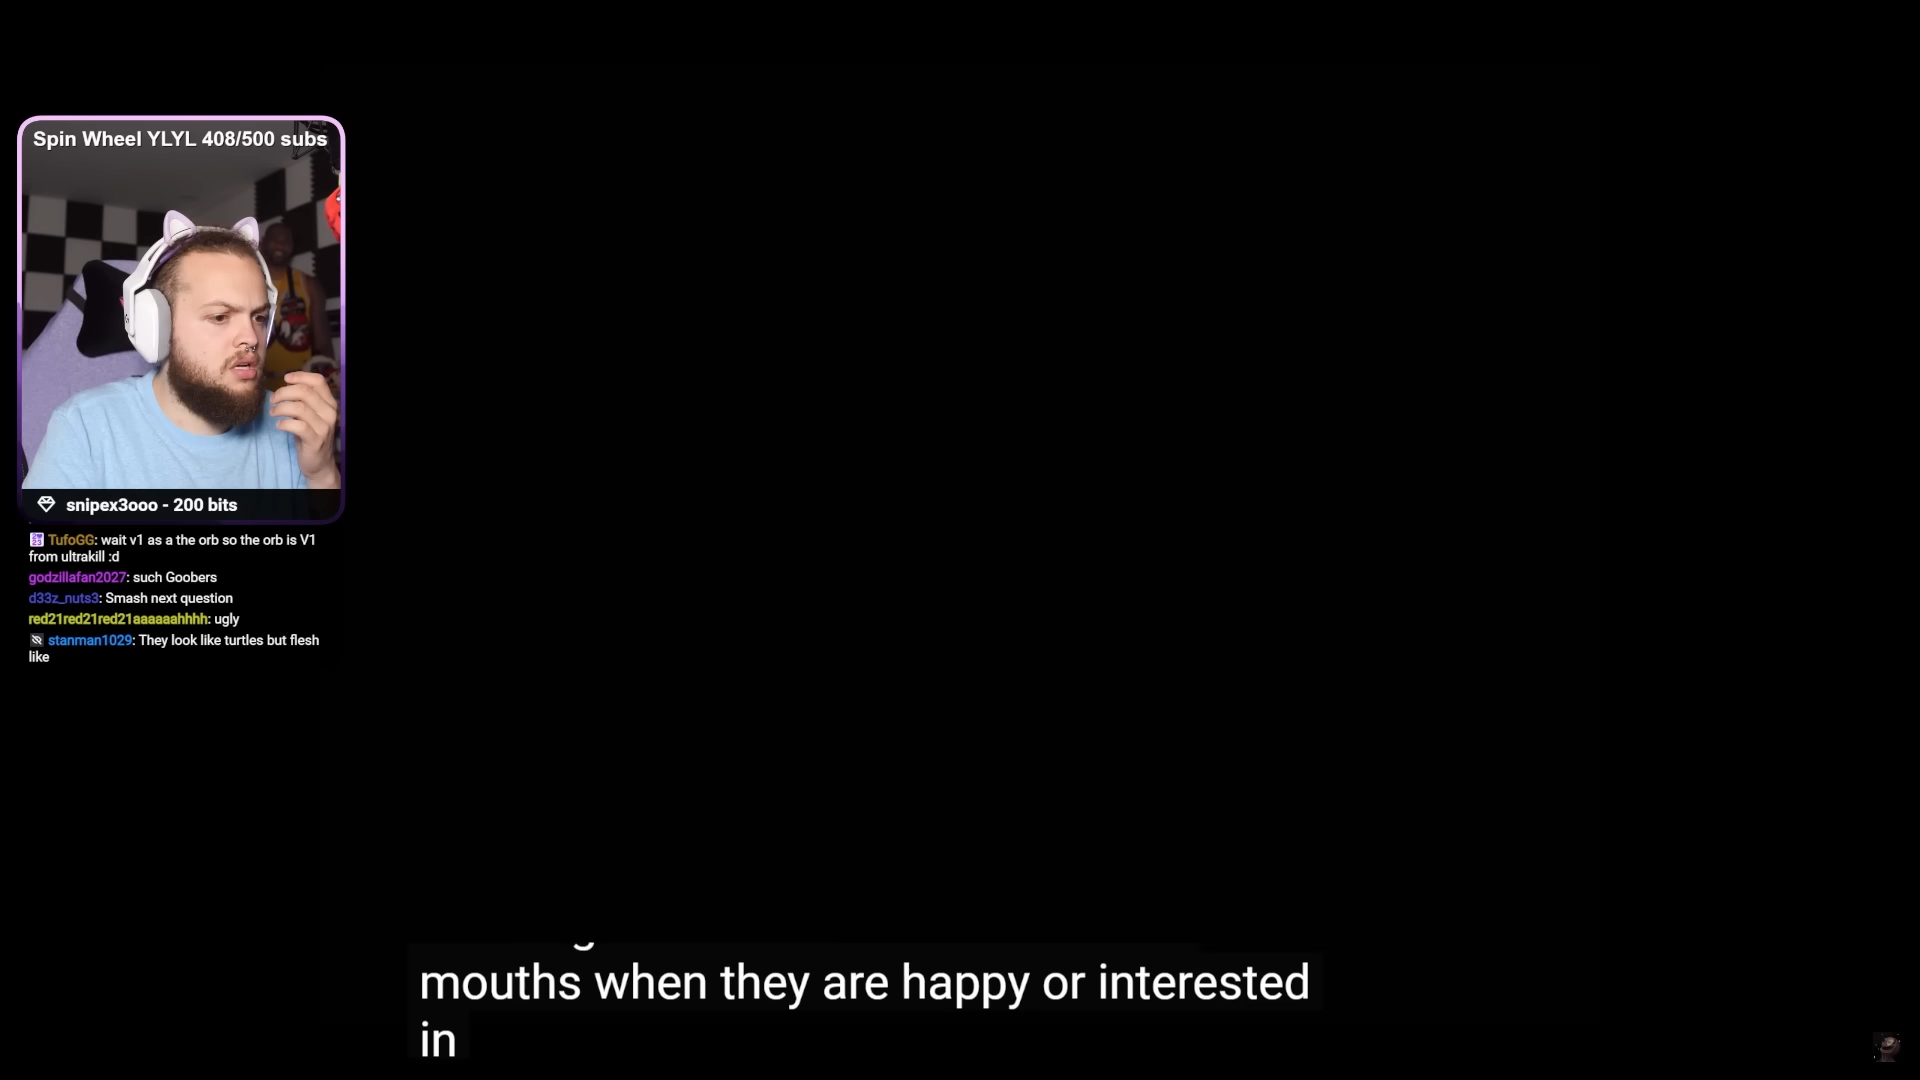 Spin Wheel YLYL 408/500 subs
snipex3ooo - 200 bits
TufoGG: wait v1 as a the orb so the orb is V1
from ultrakill :d
godzillafan2027: such Goobers
d33z_nuts3: Smash next question
red21red21red21aaaaaahhhh: ugly
stanman1029: They look like turtles but flesh
like
mouths when they are happy or interested
in